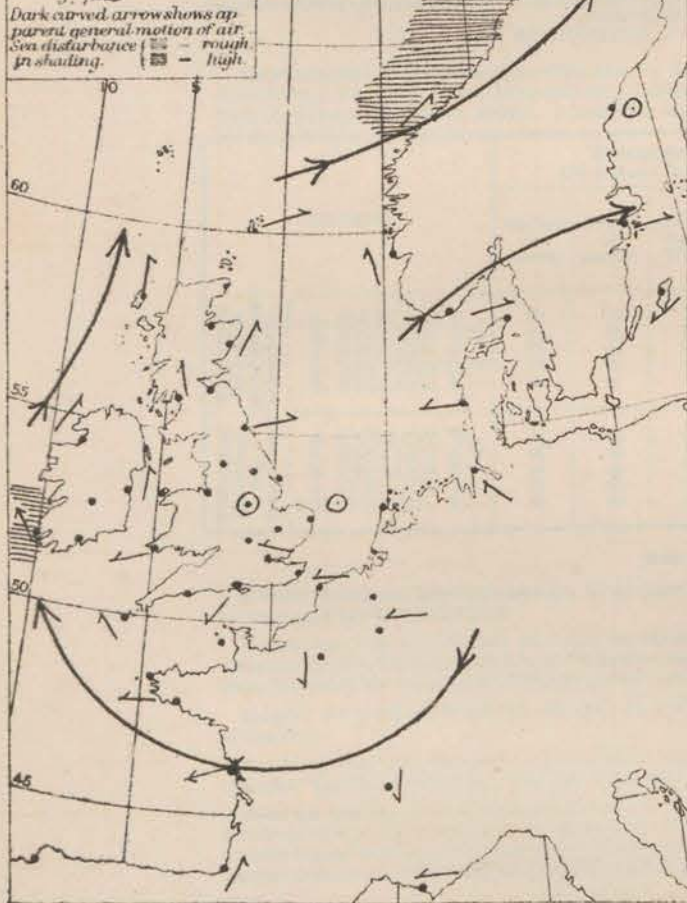 Dark curved arrow shows ap
parent general motion of air.
Sea disturbance { - rough.
in shading. - high.
10 5
60
55
50
45